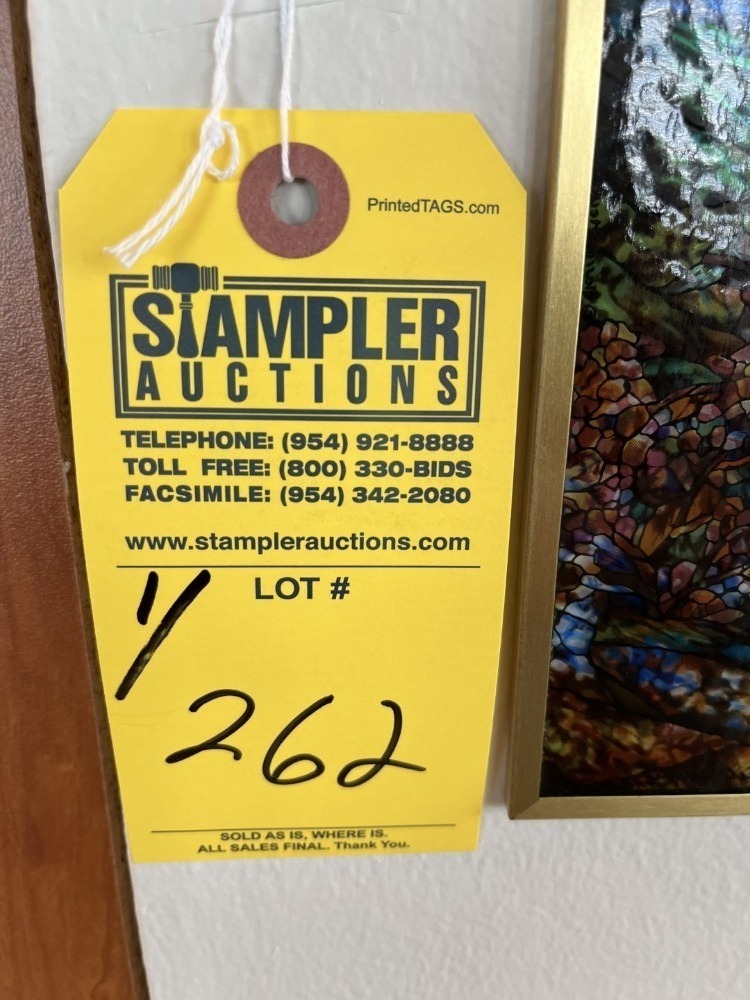 PrintedTAGS.com
STAMPLER
AUCTIONS
TELEPHONE: (954) 921-8888
TOLL FREE: (800) 330-BIDS
FACSIMILE: (954) 342-2080
www.stamplerauctions.com
LOT #
1/
262
SOLD AS IS, WHERE IS.
ALL SALES FINAL. Thank You.